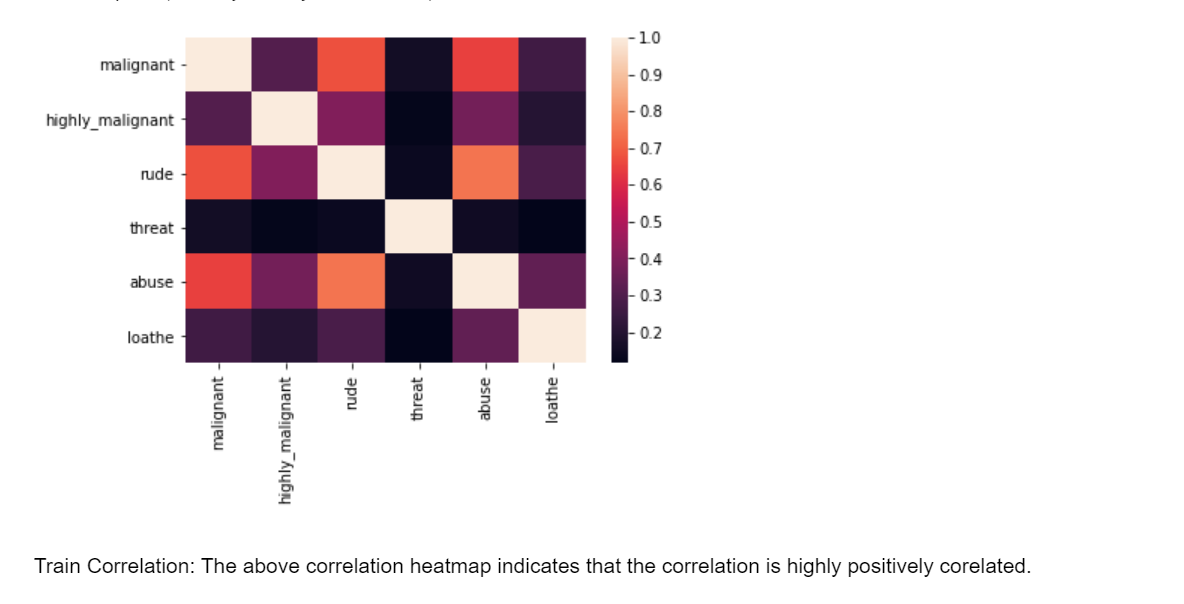 malignant
highly_malignant
rude
threat
abuse
loathe
malignant
highly_malignant
rude
threat
abuse
loathe
1.0
0.9
0.8
0.7
0.6
0.5
0.4
0.3
0.2
Train Correlation: The above correlation heatmap indicates that the correlation is highly positively corelated.